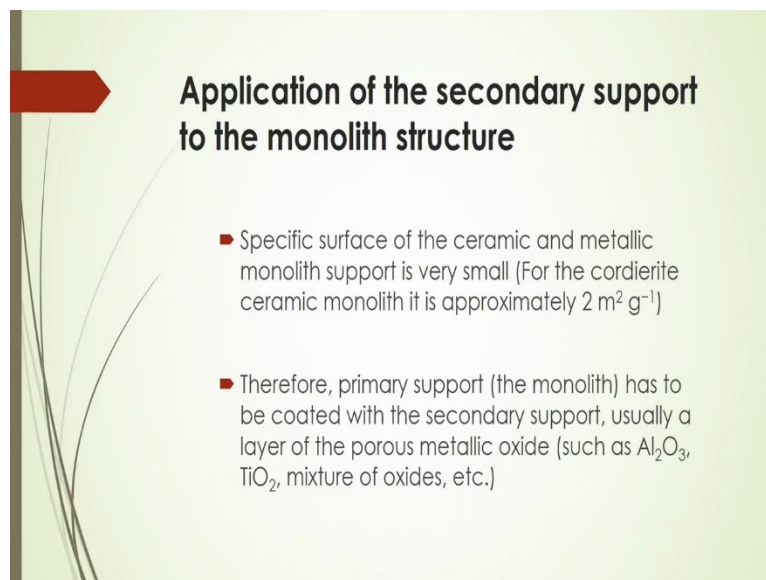 Application of the secondary support
to the monolith structure
Specific surface of the ceramic and metallic
monolith support is very small (For the cordierite
ceramic monolith it is approximately 2 m² g⁻¹)
Therefore, primary support (the monolith) has to
be coated with the secondary support, usually a
layer of the porous metallic oxide (such as Al₂O₃,
TiO₂, mixture of oxides, etc.)